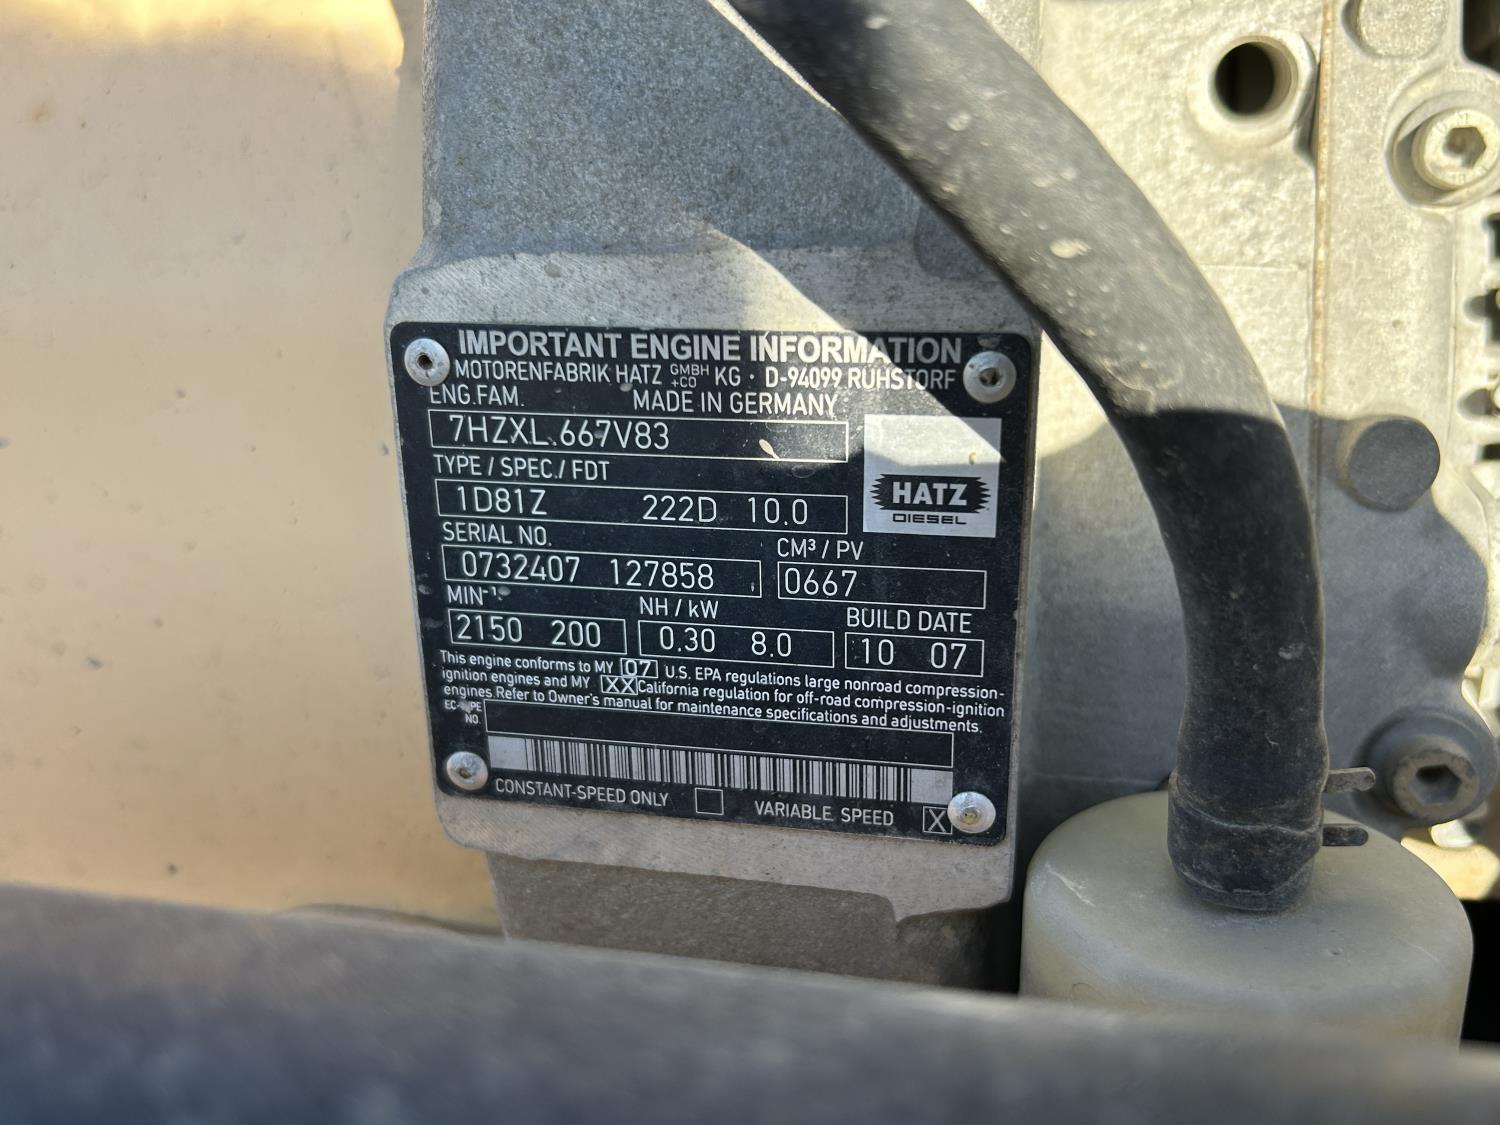 IMPORTANT ENGINE INFORMATION
MOTORENFABRIK HATZ GMBH +CO KG · D-94099 RUHSTORF
ENG.FAM. MADE IN GERMANY
7HZXL.667V83
TYPE / SPEC./ FDT
1D81Z 222D 10.0
HATZ
DIESEL
SERIAL NO. CM³ / PV
0732407 127858 0667
MIN⁻¹ NH / kW BUILD DATE
2150 200 0.30 8.0 10 07
This engine conforms to MY 07 U.S. EPA regulations large nonroad compression-
ignition engines and MY XX California regulation for off-road compression-ignition
engines. Refer to Owner's manual for maintenance specifications and adjustments.
EC-TYPE
NO.
CONSTANT-SPEED ONLY VARIABLE SPEED X